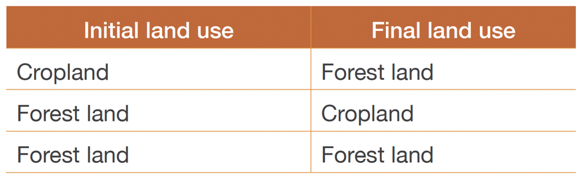 Initial land use Final land use
Cropland Forest land
Forest land Cropland
Forest land Forest land